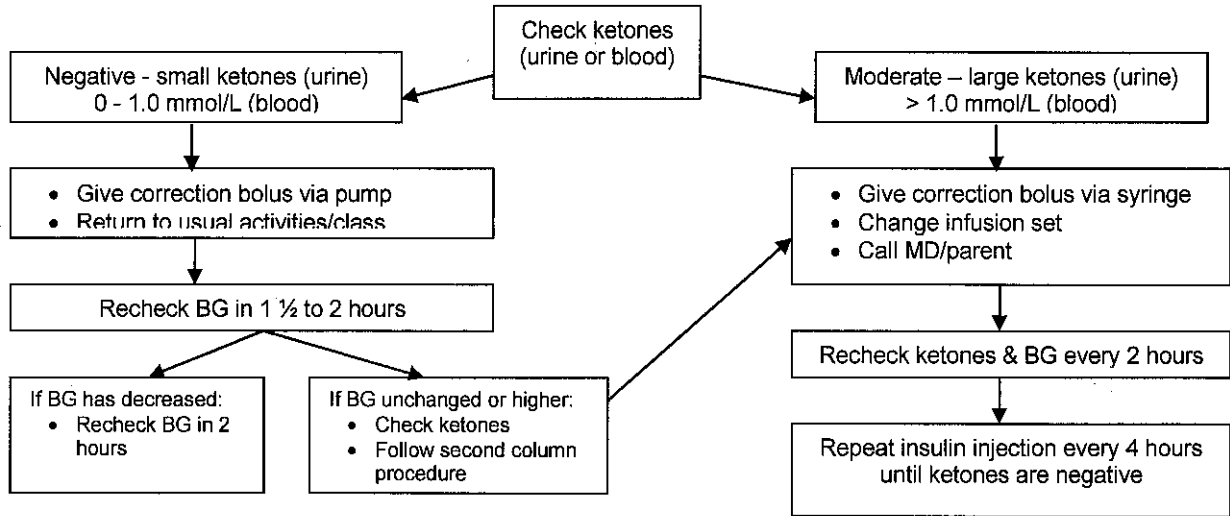 Check ketones
(urine or blood)
Negative - small ketones (urine)
0 - 1.0 mmol/L (blood)
Moderate – large ketones (urine)
> 1.0 mmol/L (blood)
• Give correction bolus via pump
• Return to usual activities/class
• Give correction bolus via syringe
• Change infusion set
• Call MD/parent
Recheck BG in 1 ½ to 2 hours
Recheck ketones & BG every 2 hours
If BG has decreased:
• Recheck BG in 2
hours
If BG unchanged or higher:
• Check ketones
• Follow second column
procedure
Repeat insulin injection every 4 hours
until ketones are negative